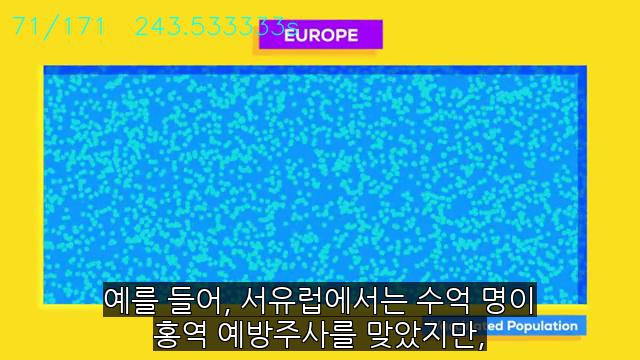 71/171 243.533333s
EUROPE
예를 들어, 서유럽에서는 수억 명이
홍역 예방주사를 맞았지만,
Population